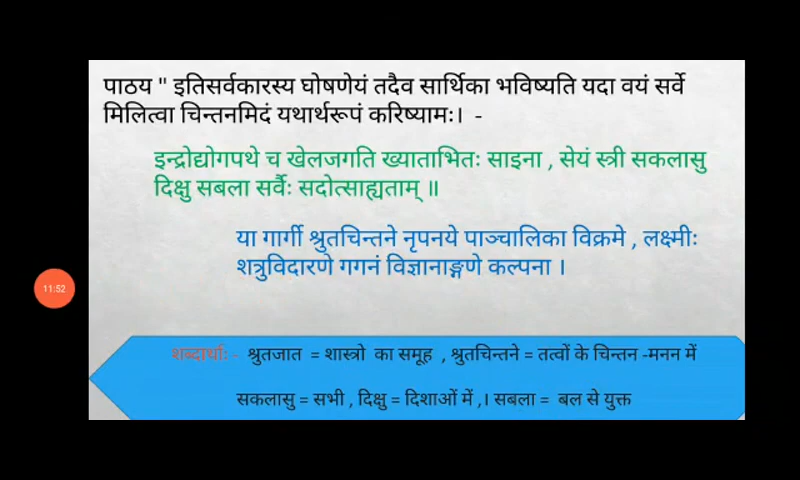 पाठय " इतिसर्वकारस्य घोषणेयं तदैव सार्थिका भविष्यति यदा वयं सर्वे
मिलित्वा चिन्तनमिदं यथार्थरूपं करिष्यामः। -
इन्द्रोद्योगपथे च खेलजगति ख्याताभितः साइना , सेयं स्त्री सकलासु
दिक्षु सबला सर्वैः सदोत्साह्यताम् ॥
या गार्गी श्रुतचिन्तने नृपनये पाञ्चालिका विक्रमे , लक्ष्मीः
शत्रुविदारणे गगनं विज्ञानाङ्गणे कल्पना ।
11:52
शब्दार्थाः - श्रुतजात = शास्त्रो का समूह , श्रुतचिन्तने = तत्वों के चिन्तन -मनन में
सकलासु = सभी , दिक्षु = दिशाओं में ,। सबला = बल से युक्त